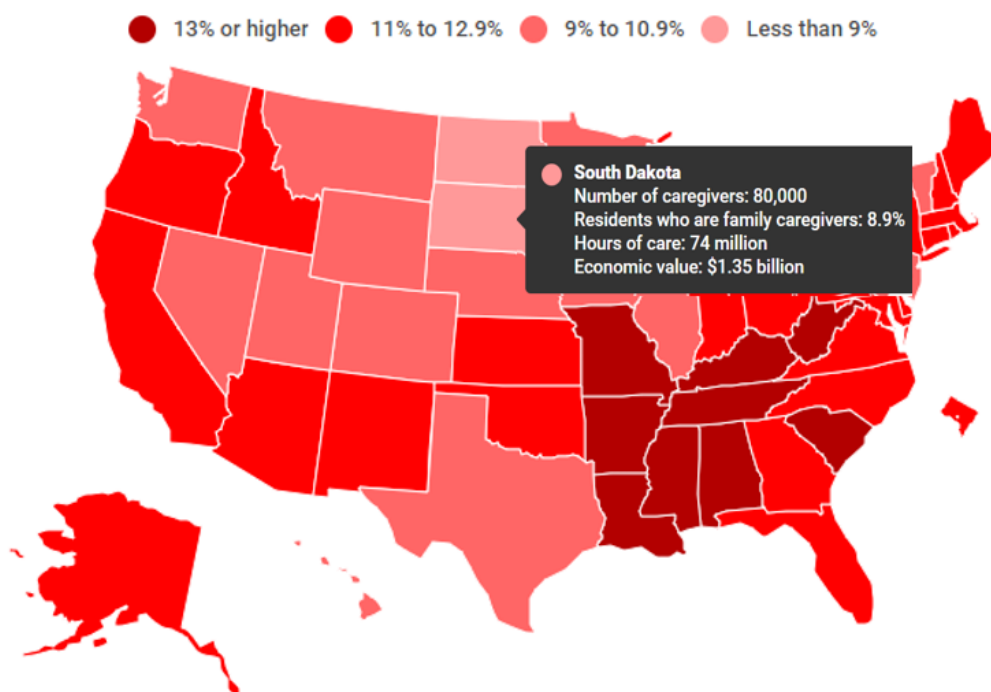 13% or higher 11% to 12.9% 9% to 10.9% Less than 9%
South Dakota
Number of caregivers: 80,000
Residents who are family caregivers: 8.9%
Hours of care: 74 million
Economic value: $1.35 billion